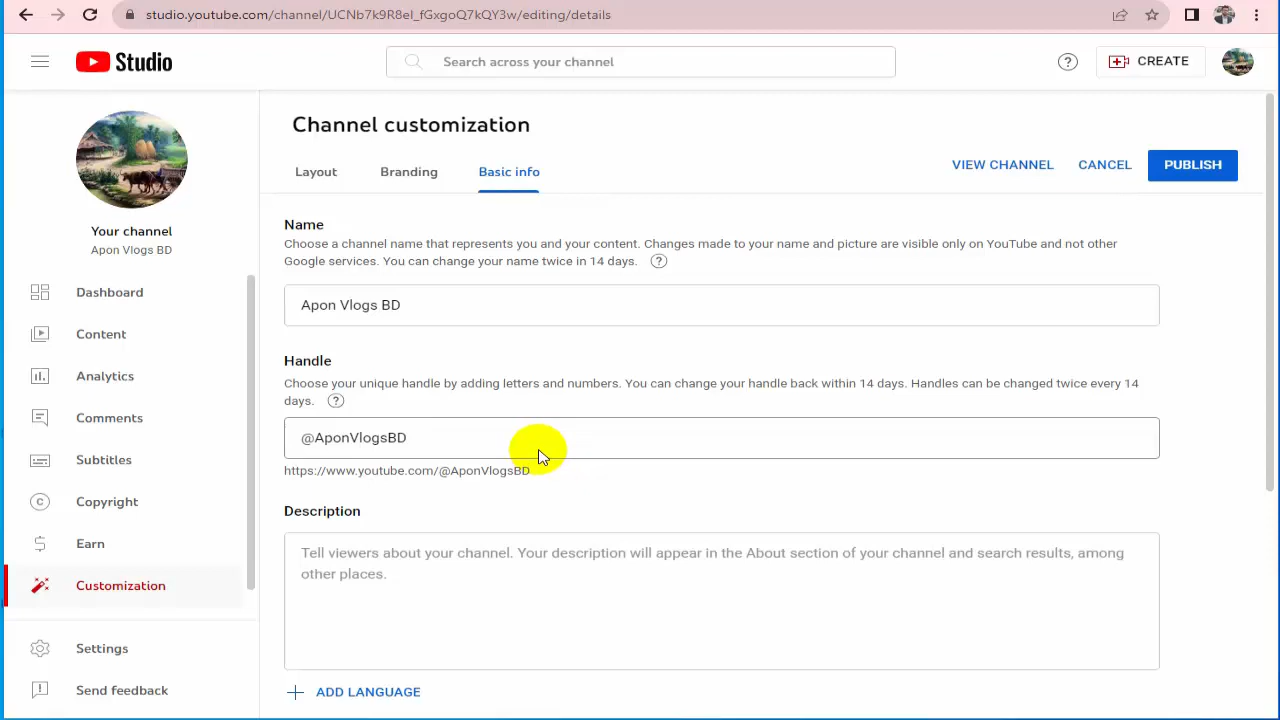 studio.youtube.com/channel/UCNb7k9R8el_fGxgoQ7kQY3w/editing/details
Studio
Search across your channel
CREATE
Your channel
Apon Vlogs BD
Dashboard
Content
Analytics
Comments
Subtitles
Copyright
Earn
Customization
Settings
Send feedback
Channel customization
Layout
Branding
Basic info
VIEW CHANNEL
CANCEL
PUBLISH
Name
Choose a channel name that represents you and your content. Changes made to your name and picture are visible only on YouTube and not other
Google services. You can change your name twice in 14 days.
Apon Vlogs BD
Handle
Choose your unique handle by adding letters and numbers. You can change your handle back within 14 days. Handles can be changed twice every 14
days.
@AponVlogsBD
https://www.youtube.com/@AponVlogsBD
Description
Tell viewers about your channel. Your description will appear in the About section of your channel and search results, among
other places.
ADD LANGUAGE